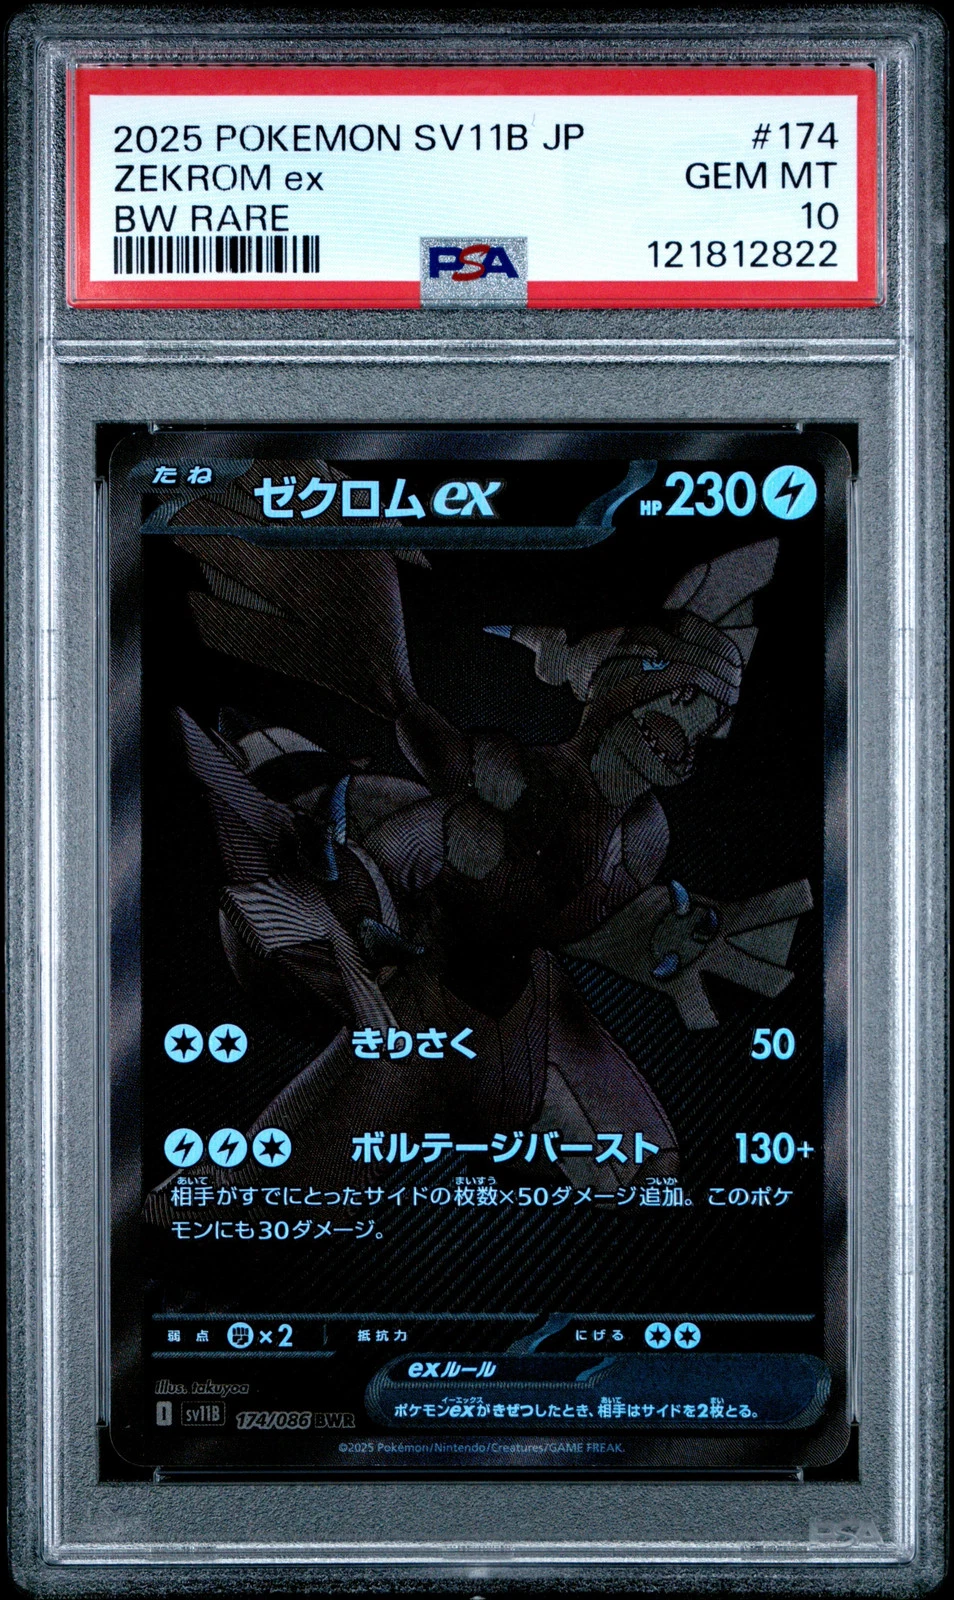 2025 POKEMON SV11B JP #174
ZEKROM ex GEM MT
BW RARE 10
121812822
PSA
たね ゼクロムex HP230
きりさく 50
ボルテージバースト 130+
相手がすでにとったサイドの枚数×50ダメージ追加。このポケ
モンにも30ダメージ。
弱点 ×2 抵抗力 にげる
exルール
ポケモンexがきぜつしたとき、相手はサイドを2枚とる。
Illus. takuyoa
I sv11B 174/086 BWR
©2025 Pokémon/Nintendo/Creatures/GAME FREAK.
PSA